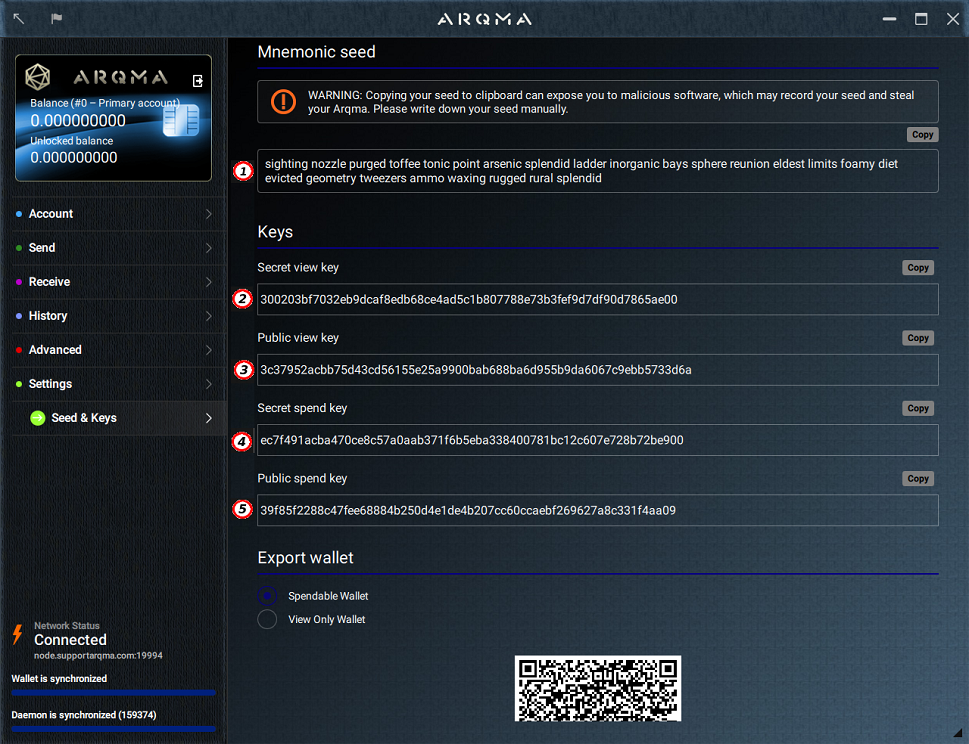 ARQMA
ARQMA
Balance (#0 – Primary account)
0.000000000
Unlocked balance
0.000000000
Account
Send
Receive
History
Advanced
Settings
Seed & Keys
Network Status
Connected
node.supportarqma.com:19994
Wallet is synchronized
Daemon is synchronized (159374)
Mnemonic seed
WARNING: Copying your seed to clipboard can expose you to malicious software, which may record your seed and steal
your Arqma. Please write down your seed manually.
Copy
1
sighting nozzle purged toffee tonic point arsenic splendid ladder inorganic bays sphere reunion eldest limits foamy diet
evicted geometry tweezers ammo waxing rugged rural splendid
Keys
Secret view key
Copy
2
300203bf7032eb9dcaf8edb68ce4ad5c1b807788e73b3fef9d7df90d7865ae00
Public view key
Copy
3
3c37952acbb75d43cd56155e25a9900bab688ba6d955b9da6067c9ebb5733d6a
Secret spend key
Copy
4
ec7f491acba470ce8c57a0aab371f6b5eba338400781bc12c607e728b72be900
Public spend key
Copy
5
39f85f2288c47fee68884b250d4e1de4b207cc60ccaebf269627a8c331f4aa09
Export wallet
Spendable Wallet
View Only Wallet